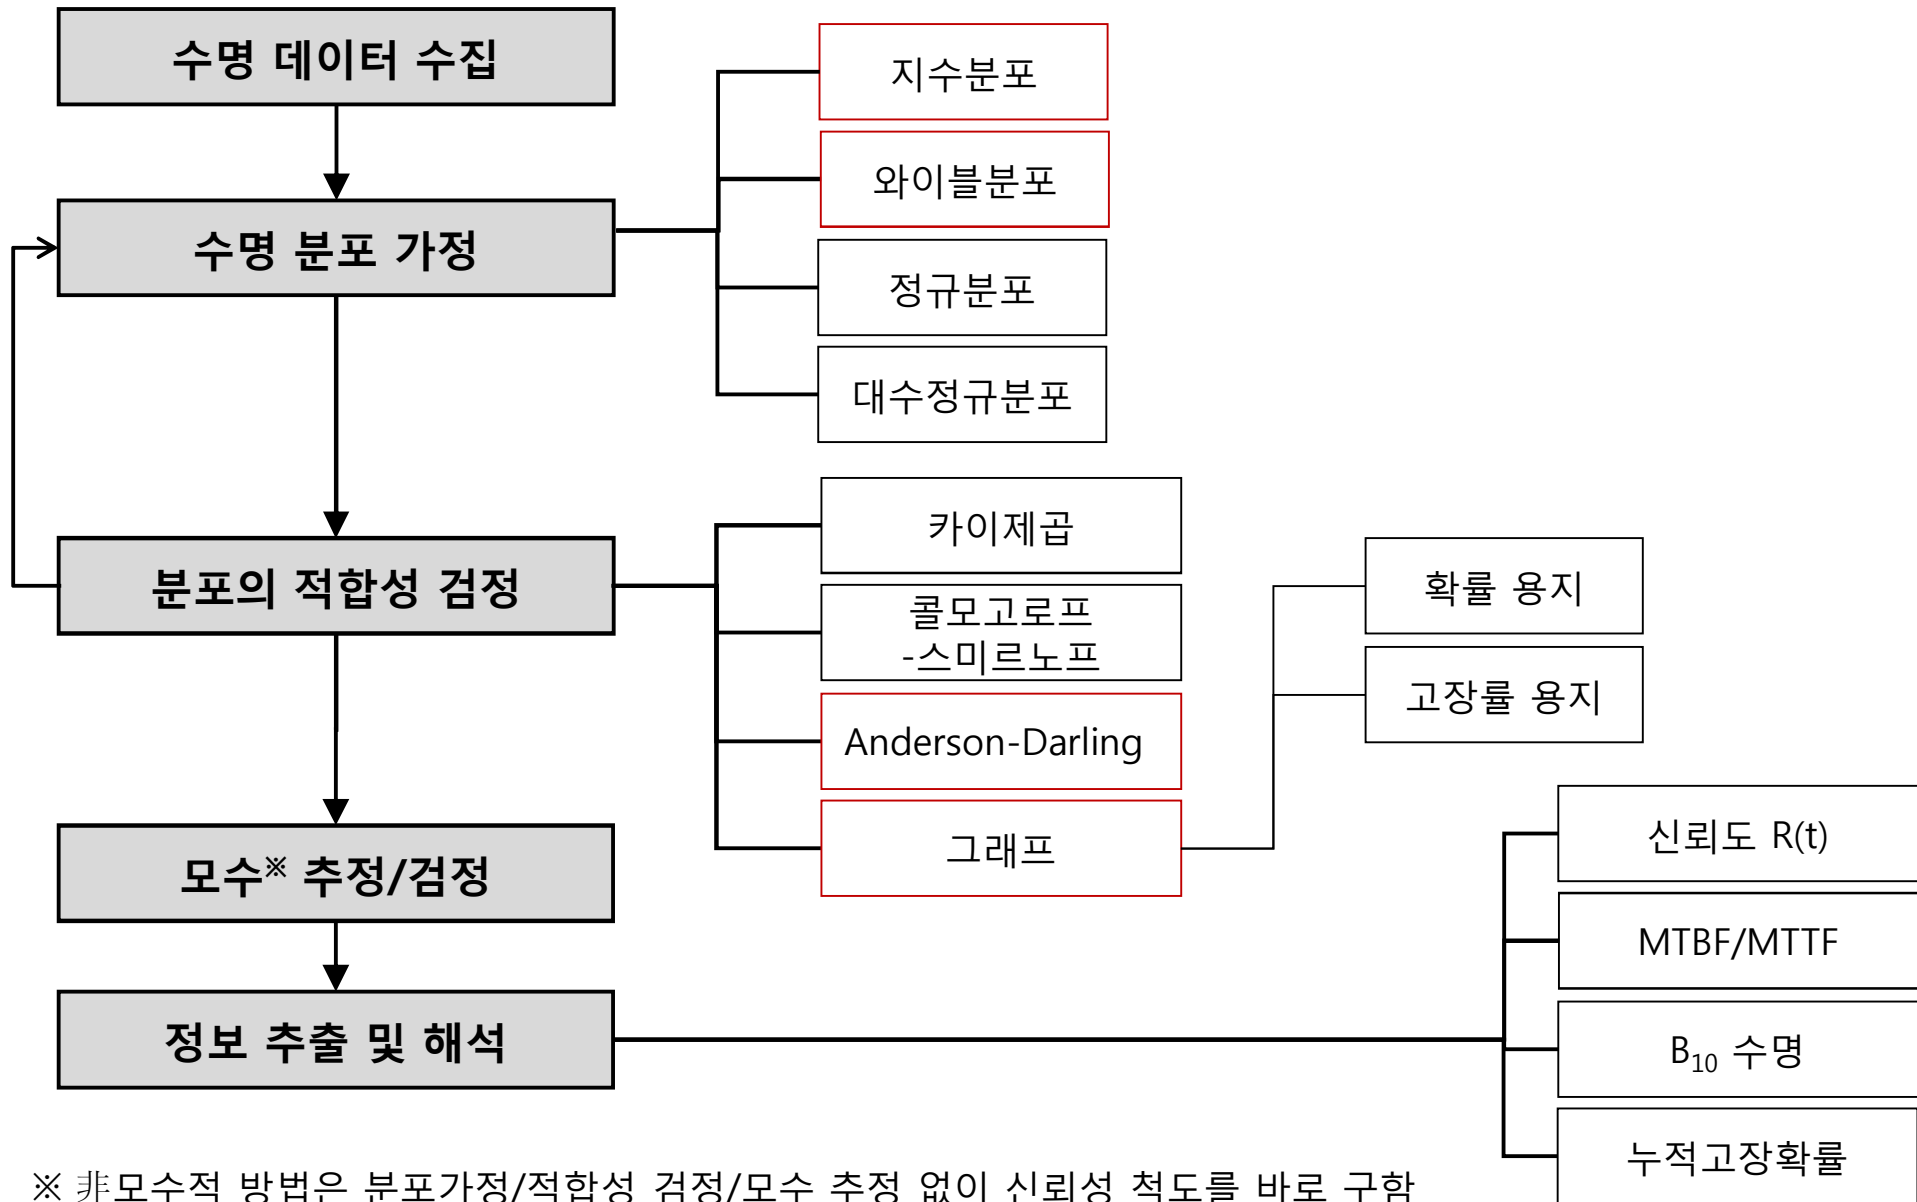 수명 데이터 수집
지수분포
와이블분포
수명 분포 가정
정규분포
대수정규분포
카이제곱
분포의 적합성 검정
콜모고로프
-스미르노프
확률 용지
고장률 용지
Anderson-Darling
그래프
모수※ 추정/검정
신뢰도 R(t)
MTBF/MTTF
정보 추출 및 해석
B₁₀ 수명
누적고장확률
※ 非모수적 방법은 분포가정/적합성 검정/모수 추정 없이 신뢰성 척도를 바로 구함